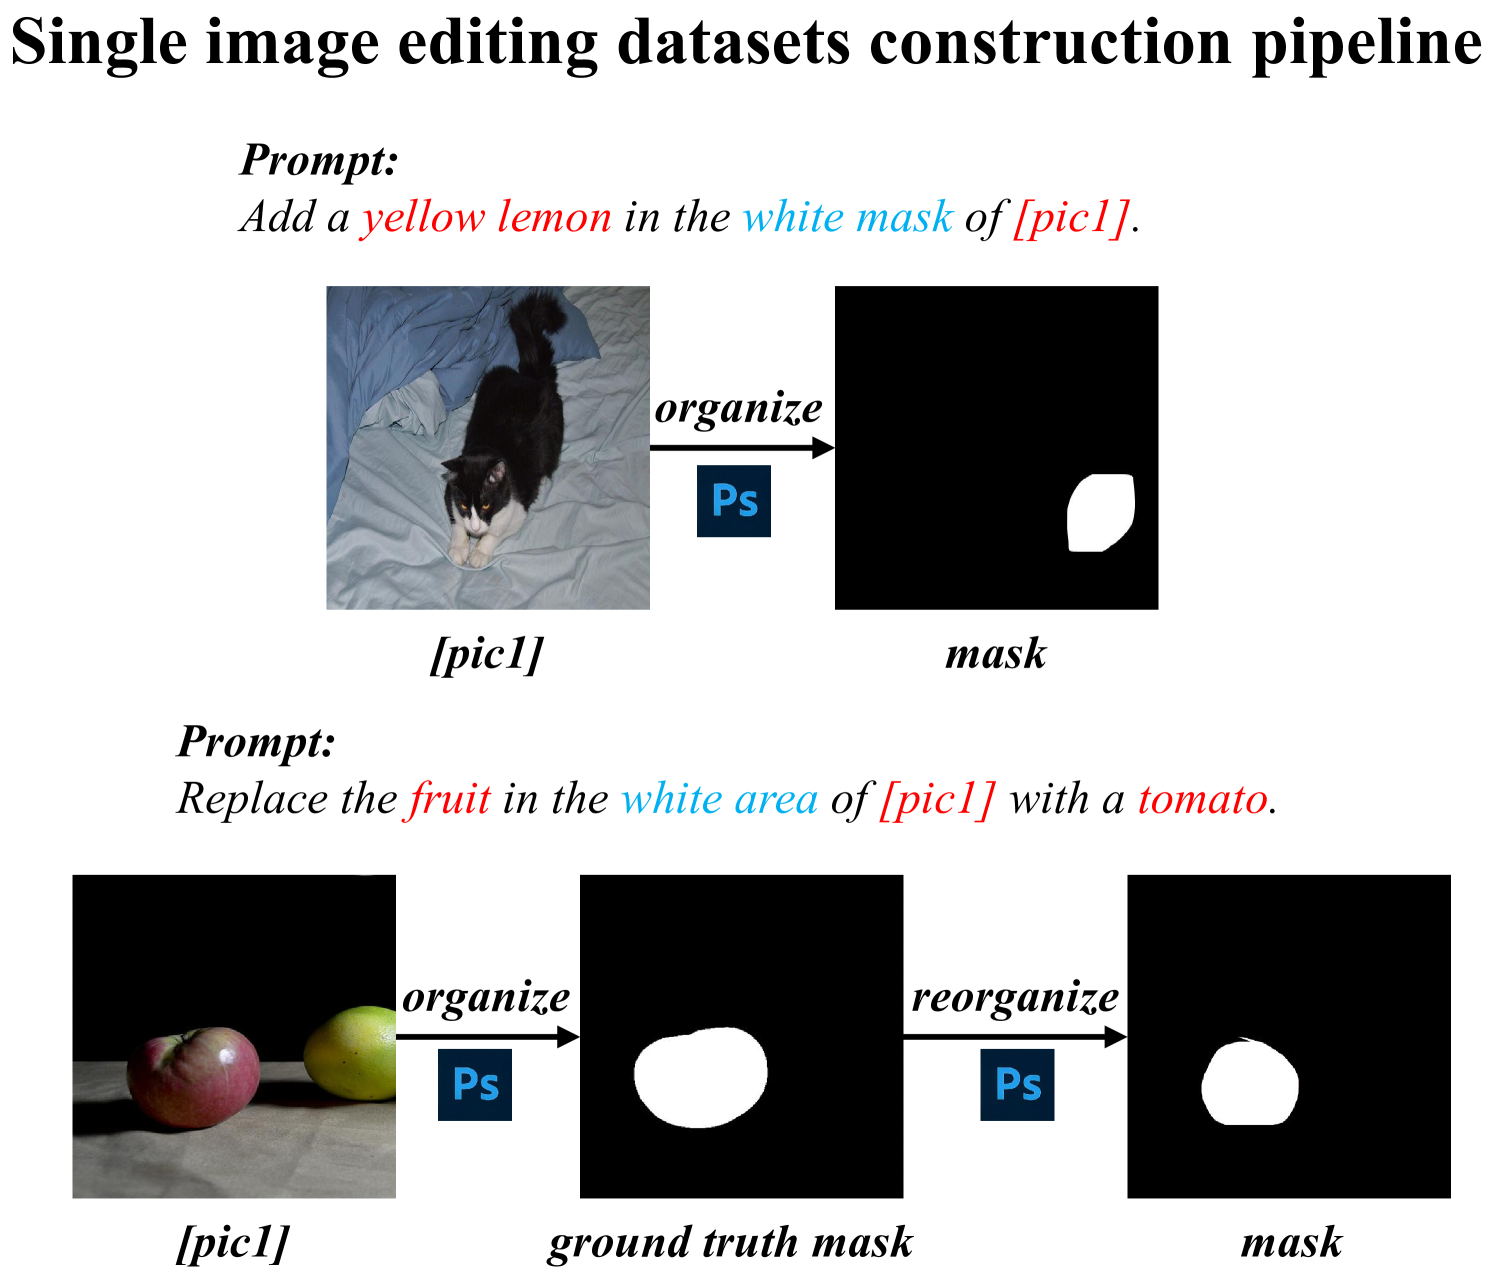 Single image editing datasets construction pipeline
Prompt:
Add a yellow lemon in the white mask of [pic1].
organize
Ps
[pic1]
mask
Prompt:
Replace the fruit in the white area of [pic1] with a tomato.
organize
reorganize
Ps
Ps
[pic1]
ground truth mask
mask